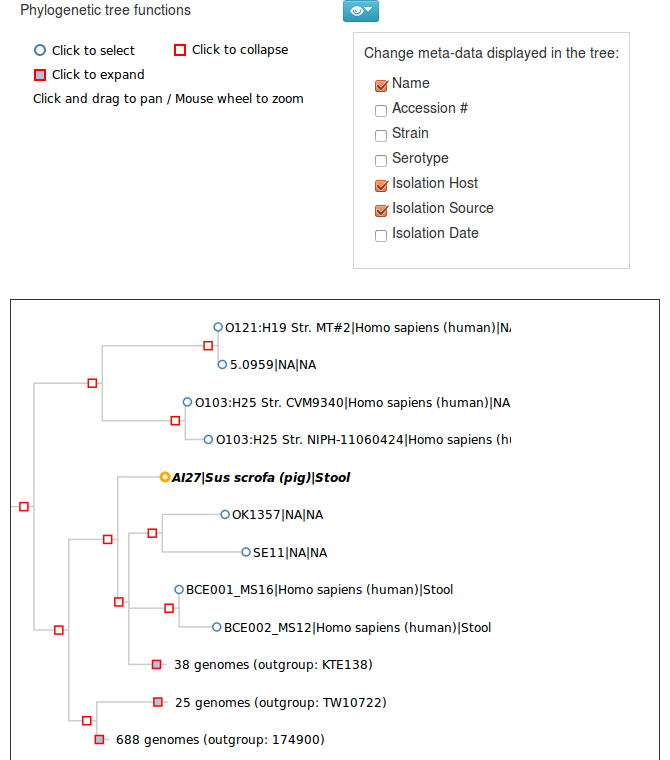 Phylogenetic tree functions
Click to select
Click to collapse
Click to expand
Click and drag to pan / Mouse wheel to zoom
Change meta-data displayed in the tree:
Name
Accession #
Strain
Serotype
Isolation Host
Isolation Source
Isolation Date
O121:H19 Str. MT#2|Homo sapiens (human)|NA
5.0959|NA|NA
O103:H25 Str. CVM9340|Homo sapiens (human)|NA
O103:H25 Str. NIPH-11060424|Homo sapiens (hu
AI27|Sus scrofa (pig)|Stool
OK1357|NA|NA
SE11|NA|NA
BCE001_MS16|Homo sapiens (human)|Stool
BCE002_MS12|Homo sapiens (human)|Stool
38 genomes (outgroup: KTE138)
25 genomes (outgroup: TW10722)
688 genomes (outgroup: 174900)